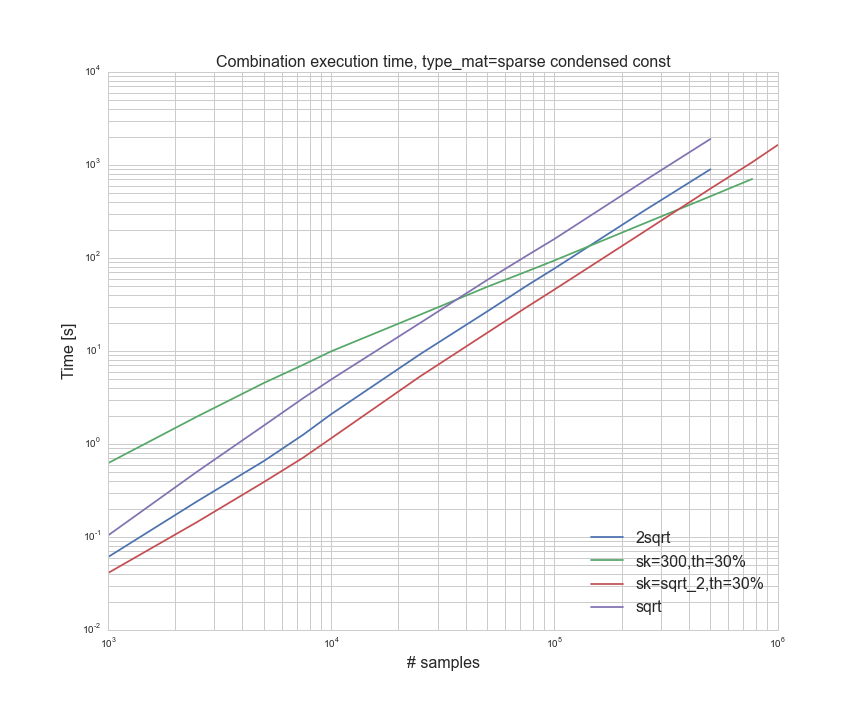 Combination execution time, type_mat=sparse condensed const
10^4
10^3
10^2
10^1
10^0
10^-1
10^-2
Time [s]
2sqrt
sk=300,th=30%
sk=sqrt_2,th=30%
sqrt
10^3
10^4
10^5
10^6
# samples